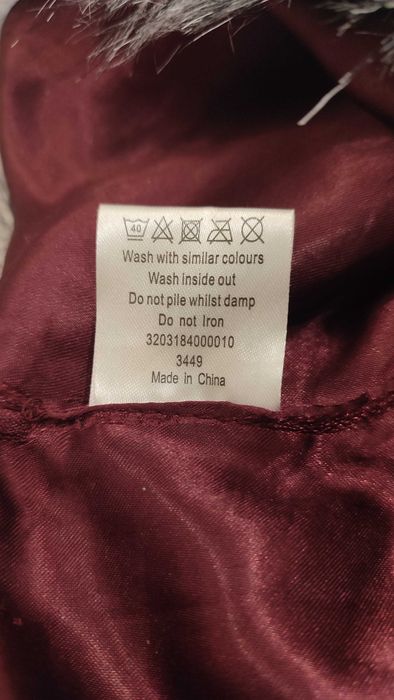 40
Wash with similar colours
Wash inside out
Do not pile whilst damp
Do not Iron
3203184000010
3449
Made in China